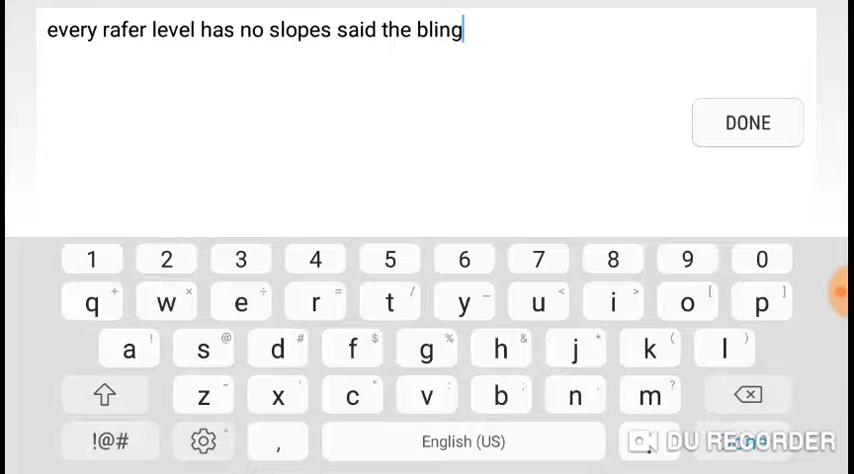 every rafer level has no slopes said the bling
DONE
1 2 3 4 5 6 7 8 9 0
q + w × e ÷ r = t / y _ u < i > o [ p ]
a ! s @ d # f $ g % h & j * k ( l )
z - x ' c " v : b ; n , m ?
!@# , English (US) .
DU RECORDER